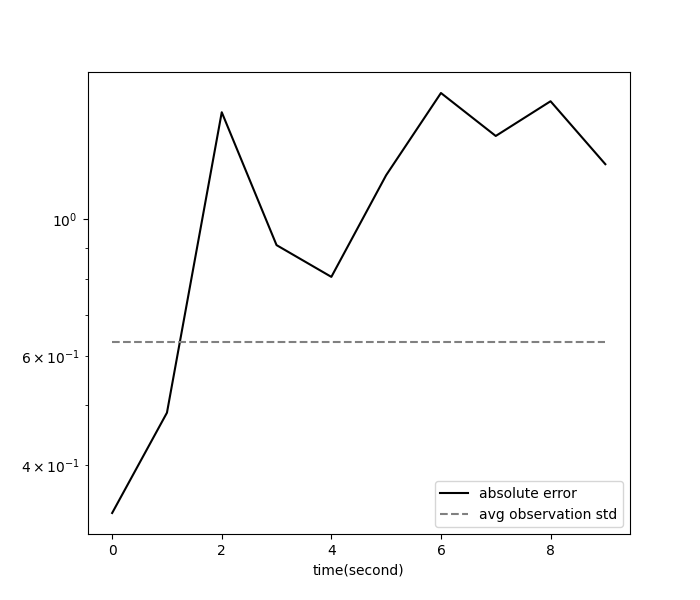 10⁰
6 × 10⁻¹
4 × 10⁻¹
0 2 4 6 8
time(second)
absolute error
avg observation std